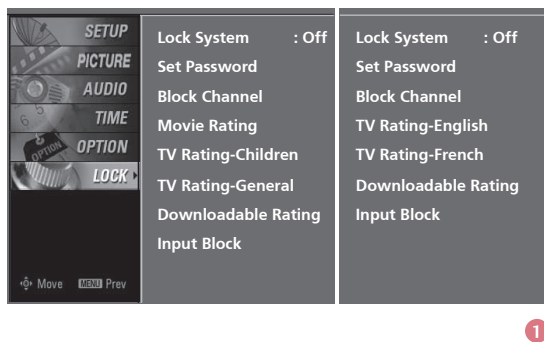 SETUP
PICTURE
AUDIO
TIME
OPTION
LOCK
Move MENU Prev
Lock System : Off
Set Password
Block Channel
Movie Rating
TV Rating-Children
TV Rating-General
Downloadable Rating
Input Block
Lock System : Off
Set Password
Block Channel
TV Rating-English
TV Rating-French
Downloadable Rating
Input Block
1